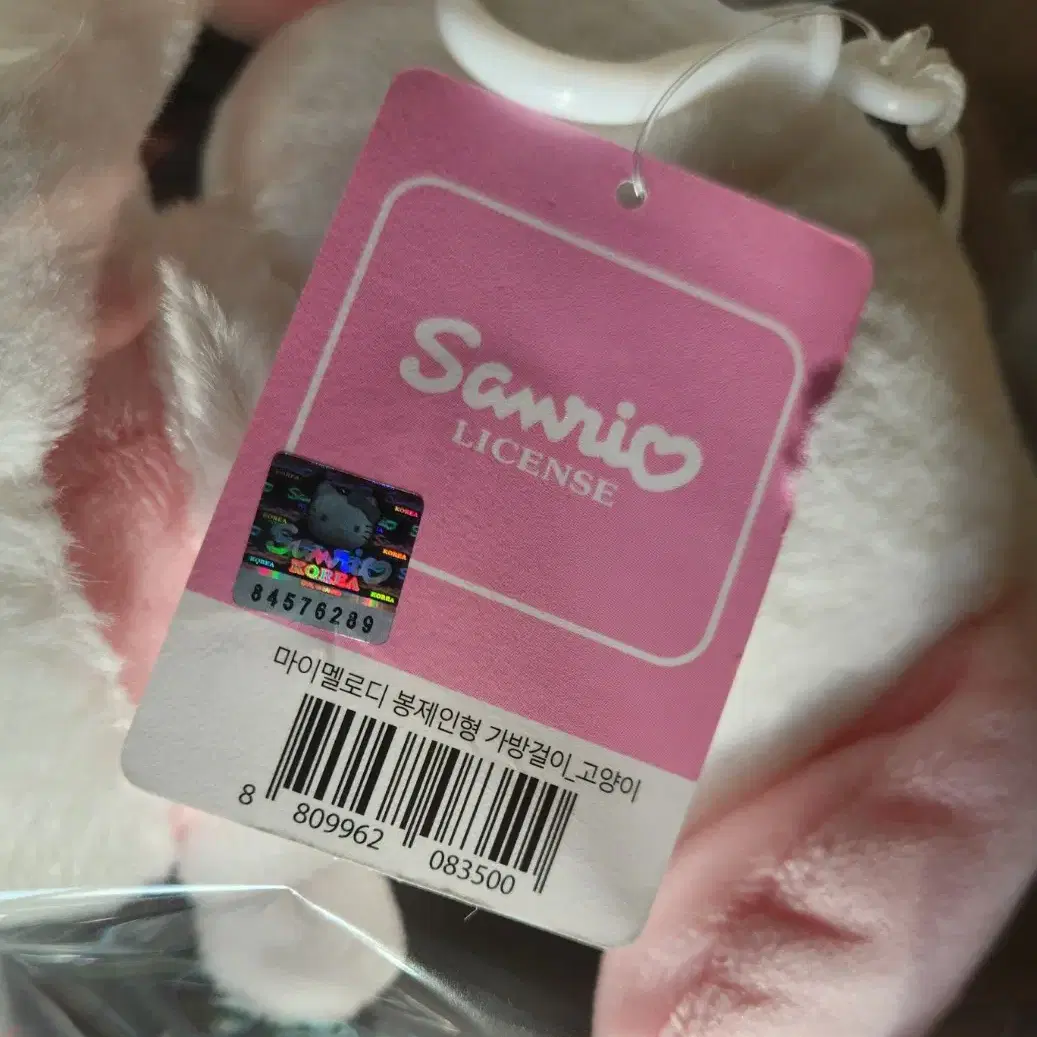 Sanrio
LICENSE
Sanrio
KOREA
84576289
마이멜로디 봉제인형 가방걸이_고양이
8 809962 083500